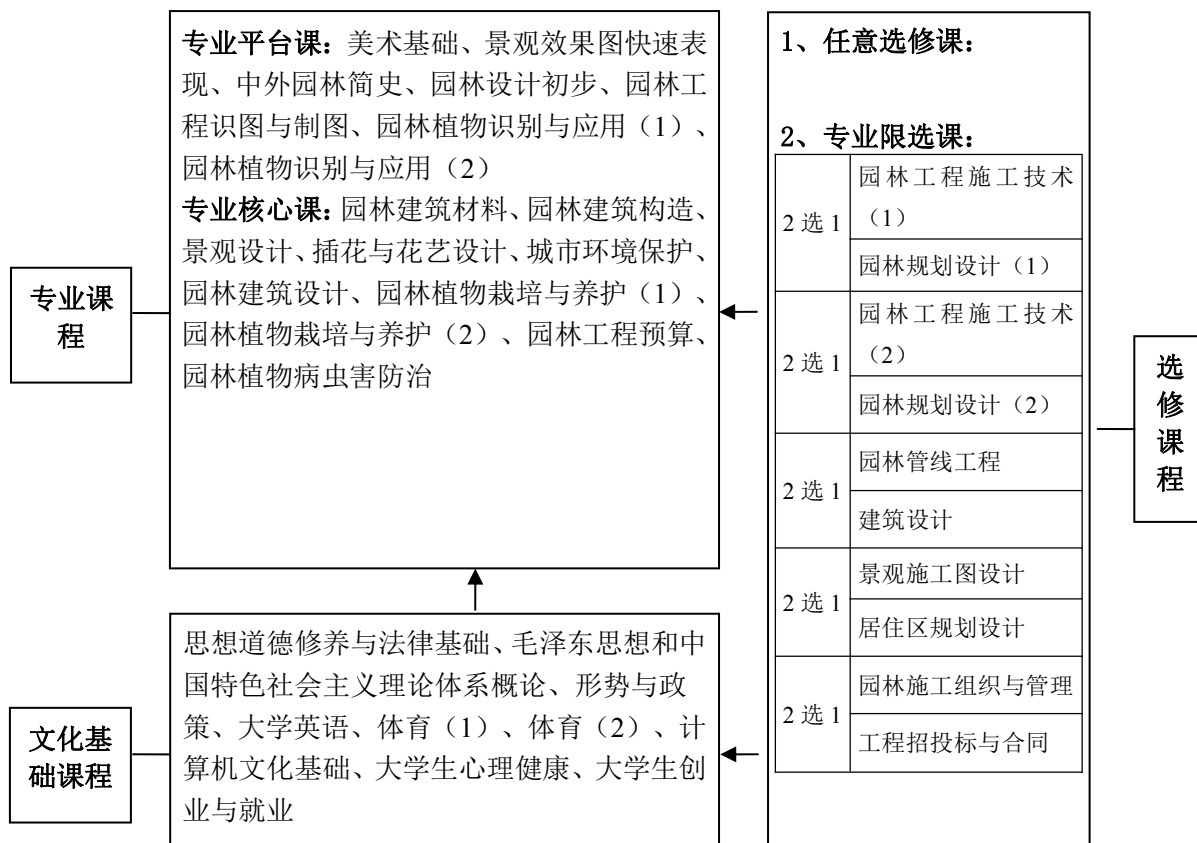 专业课
程
专业平台课：美术基础、景观效果图快速表
现、中外园林简史、园林设计初步、园林工
程识图与制图、园林植物识别与应用（1）、
园林植物识别与应用（2）
专业核心课：园林建筑材料、园林建筑构造、
景观设计、插花与花艺设计、城市环境保护、
园林建筑设计、园林植物栽培与养护（1）、
园林植物栽培与养护（2）、园林工程预算、
园林植物病虫害防治
文化基
础课程
思想道德修养与法律基础、毛泽东思想和中
国特色社会主义理论体系概论、形势与政
策、大学英语、体育（1）、体育（2）、计
算机文化基础、大学生心理健康、大学生创
业与就业
1、任意选修课：
2、专业限选课：
2 选 1
园林工程施工技术
（1）
园林规划设计（1）
2 选 1
园林工程施工技术
（2）
园林规划设计（2）
2 选 1
园林管线工程
建筑设计
2 选 1
景观施工图设计
居住区规划设计
2 选 1
园林施工组织与管理
工程招投标与合同
选
修
课
程